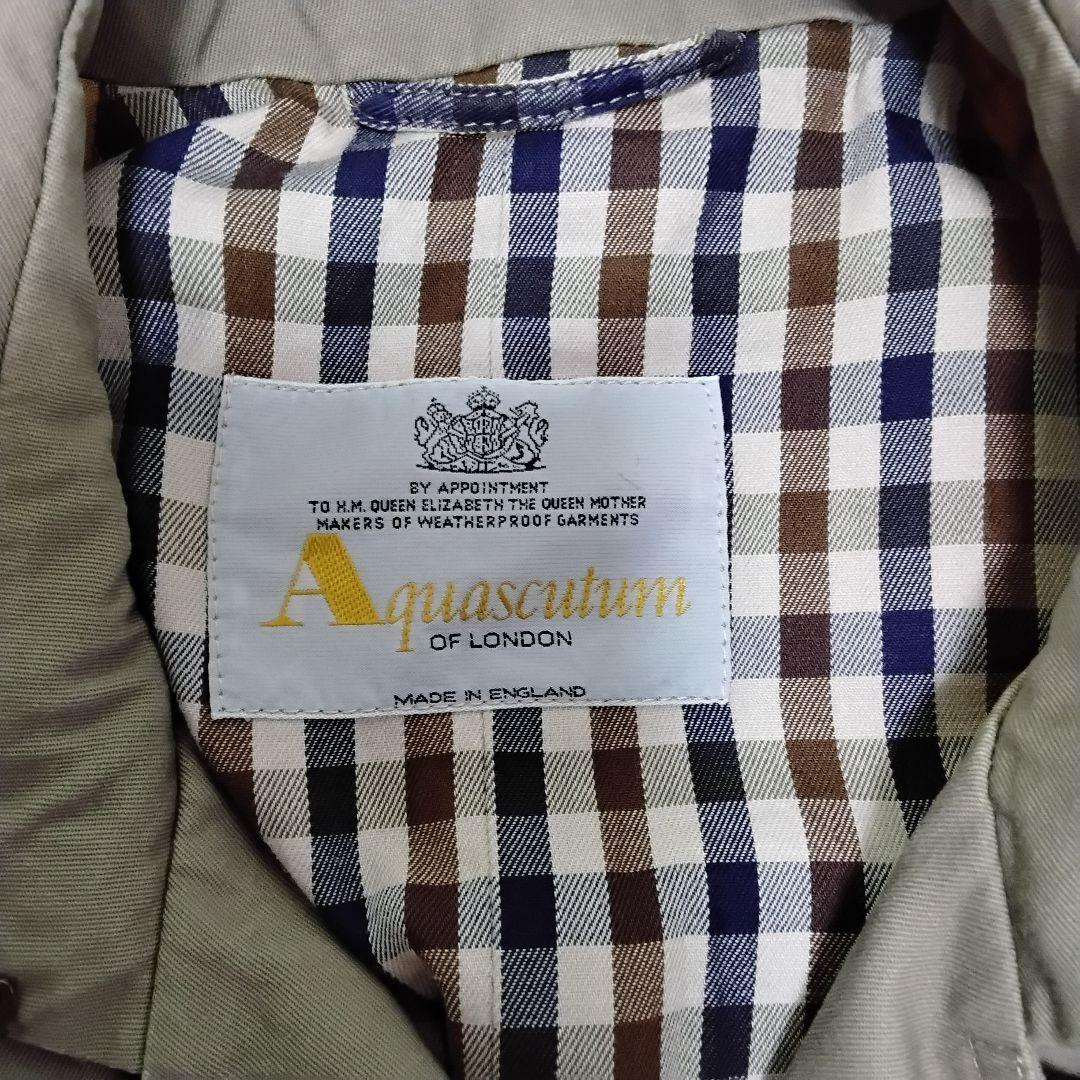 BY APPOINTMENT
TO H.M. QUEEN ELIZABETH THE QUEEN MOTHER
MAKERS OF WEATHERPROOF GARMENTS
Aquascutum
OF LONDON
MADE IN ENGLAND